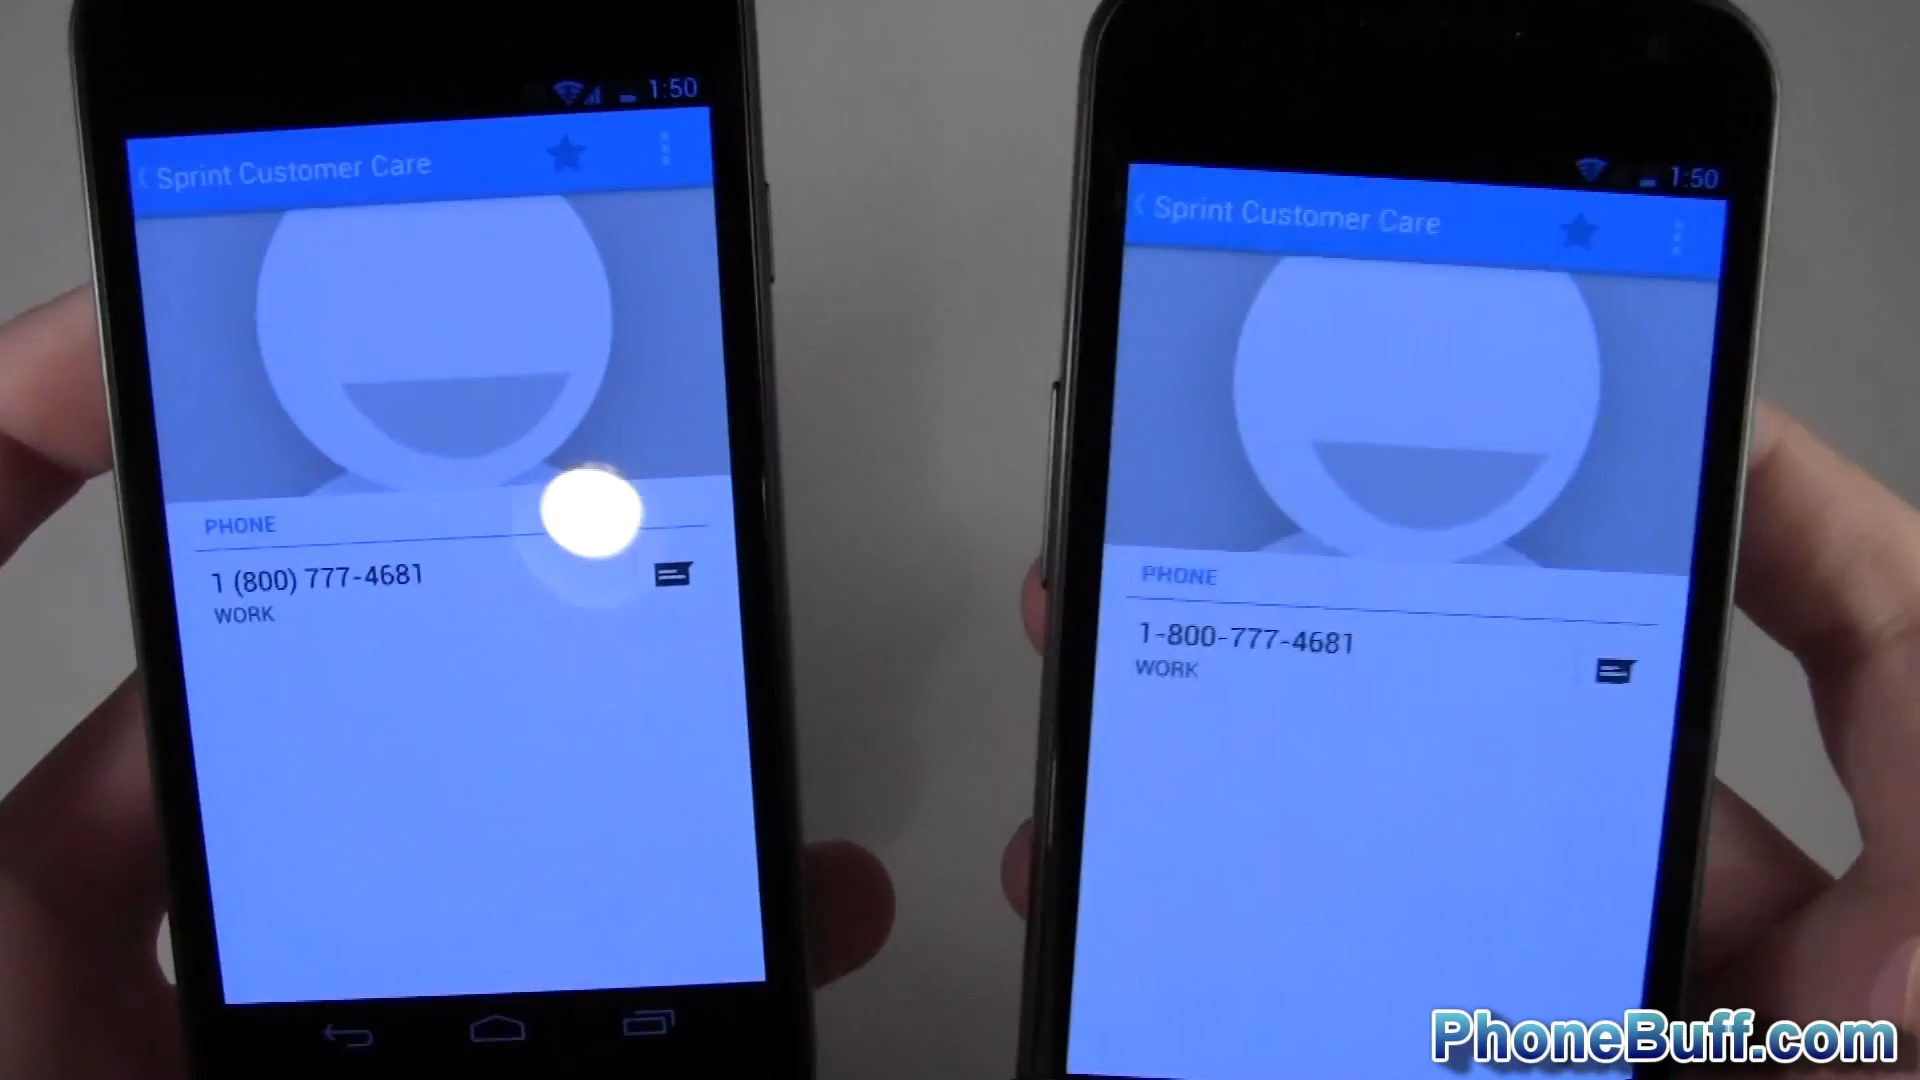 1:50
Sprint Customer Care
PHONE
1 (800) 777-4681
WORK
1:50
Sprint Customer Care
PHONE
1-800-777-4681
WORK
PhoneBuff.com